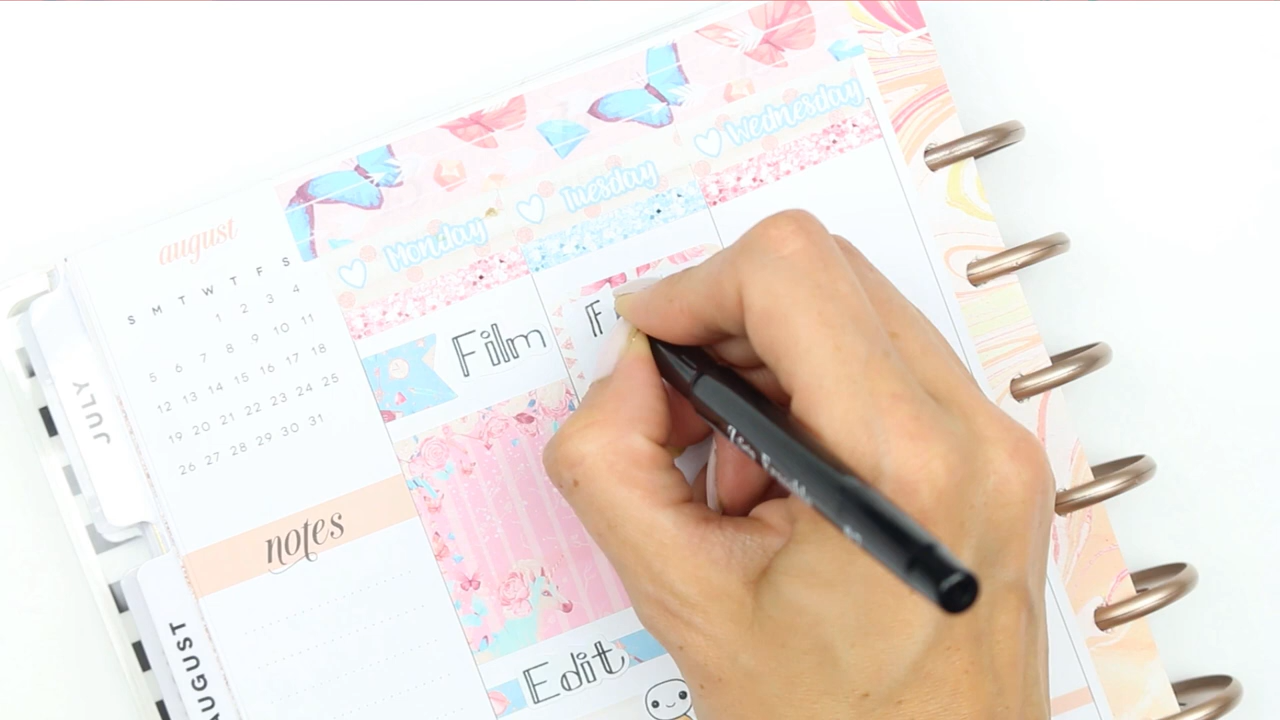 august
S M T W T F S
1 2 3 4
5 6 7 8 9 10 11
12 13 14 15 16 17 18
19 20 21 22 23 24 25
26 27 28 29 30 31
notes
JULY
AUGUST
Monday
Tuesday
Wednesday
Film
F
Edit